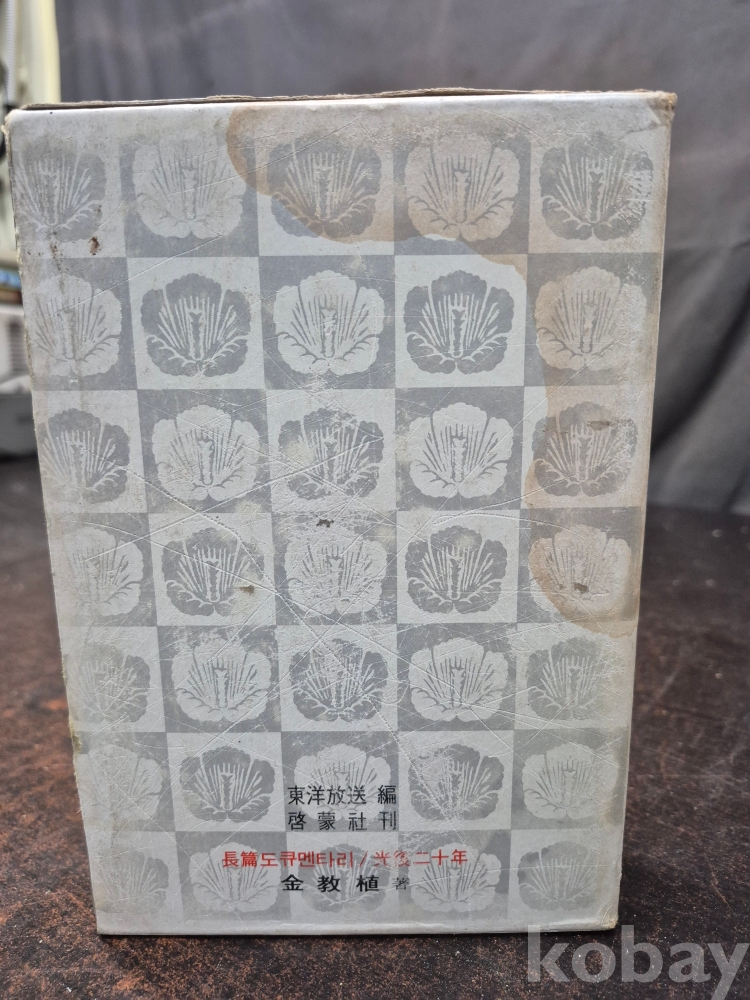 東洋放送 編
啓蒙社刊
長篇도큐멘타리/光復二十年
金教植 著
kobay